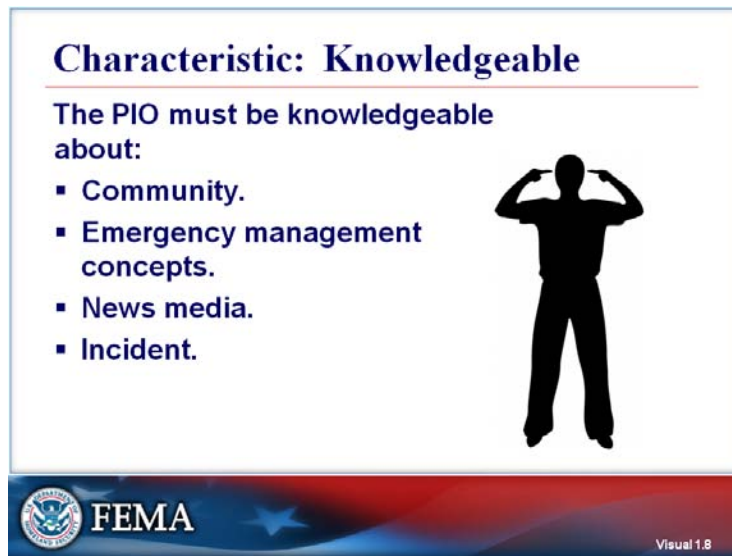 Characteristic: Knowledgeable
The PIO must be knowledgeable
about:
▪ Community.
▪ Emergency management
concepts.
▪ News media.
▪ Incident.
FEMA
Visual 1.8